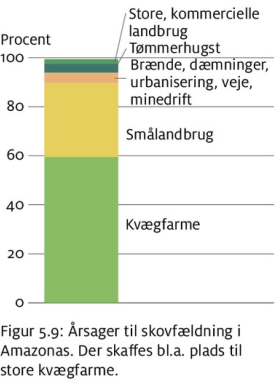 Store, kommercielle
landbrug
Procent
Tømmerhugst
100
Brænde, dæmninger,
urbanisering, veje,
minedrift
80
Smålandbrug
60
40
Kvægfarme
20
0
Figur 5.9: Årsager til skovfældning i
Amazonas. Der skaffes bl.a. plads til
store kvægfarme.